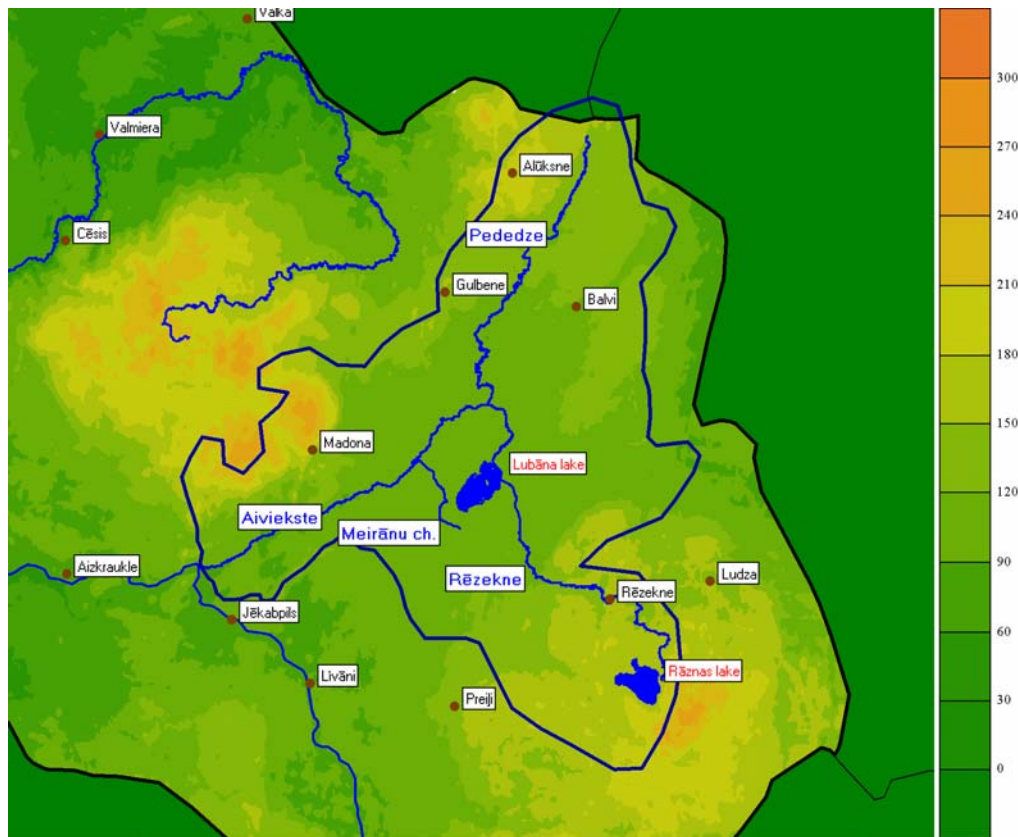 Valka
300
Valmiera
270
Alūksne
240
Cēsis
Pededze
210
Gulbene
Balvi
180
150
Madona
Lubāna lake
120
Aiviekste
Meirānu ch.
90
Aizkraukle
Rēzekne
Rēzekne
Ludza
60
Jēkabpils
Līvāni
Rāznas lake
30
Preiļi
0